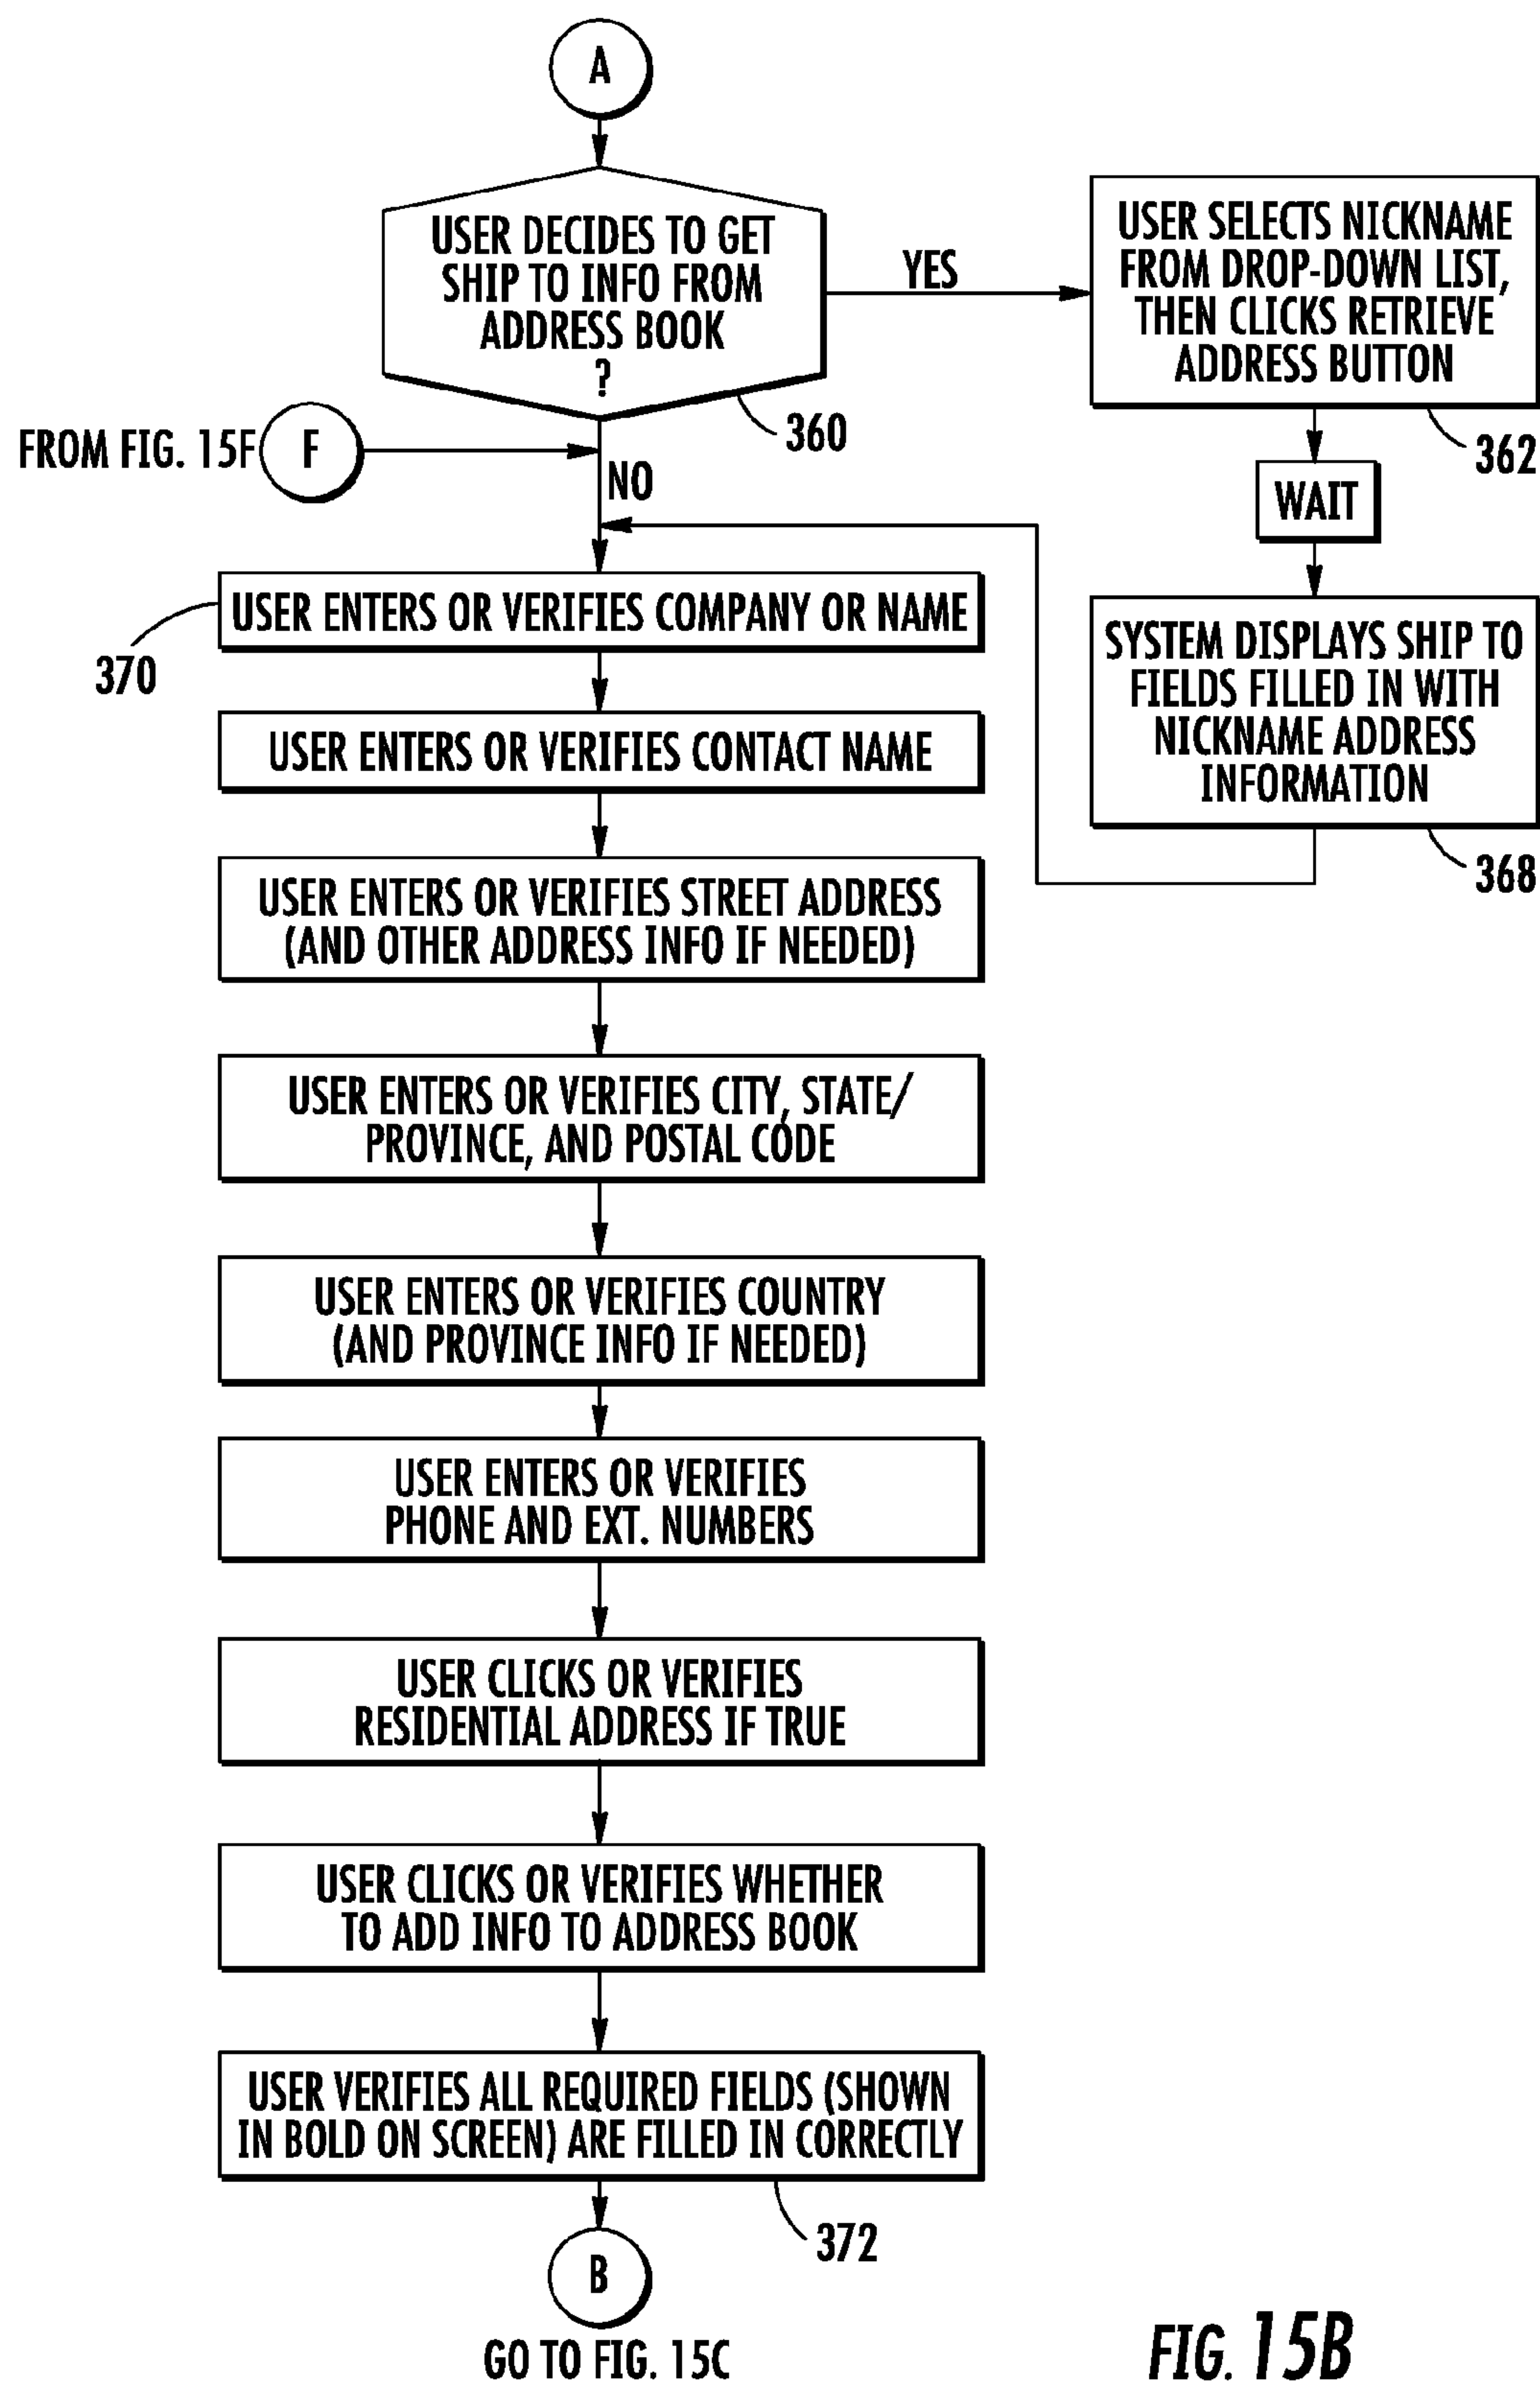 A
USER DECIDES TO GET
SHIP TO INFO FROM
ADDRESS BOOK
?
360
YES
USER SELECTS NICKNAME
FROM DROP-DOWN LIST,
THEN CLICKS RETRIEVE
ADDRESS BUTTON
362
WAIT
SYSTEM DISPLAYS SHIP TO
FIELDS FILLED IN WITH
NICKNAME ADDRESS
INFORMATION
368
FROM FIG. 15F
F
NO
USER ENTERS OR VERIFIES COMPANY OR NAME
370
USER ENTERS OR VERIFIES CONTACT NAME
USER ENTERS OR VERIFIES STREET ADDRESS
(AND OTHER ADDRESS INFO IF NEEDED)
USER ENTERS OR VERIFIES CITY, STATE/
PROVINCE, AND POSTAL CODE
USER ENTERS OR VERIFIES COUNTRY
(AND PROVINCE INFO IF NEEDED)
USER ENTERS OR VERIFIES
PHONE AND EXT. NUMBERS
USER CLICKS OR VERIFIES
RESIDENTIAL ADDRESS IF TRUE
USER CLICKS OR VERIFIES WHETHER
TO ADD INFO TO ADDRESS BOOK
USER VERIFIES ALL REQUIRED FIELDS (SHOWN
IN BOLD ON SCREEN) ARE FILLED IN CORRECTLY
372
B
GO TO FIG. 15C
FIG. 15B